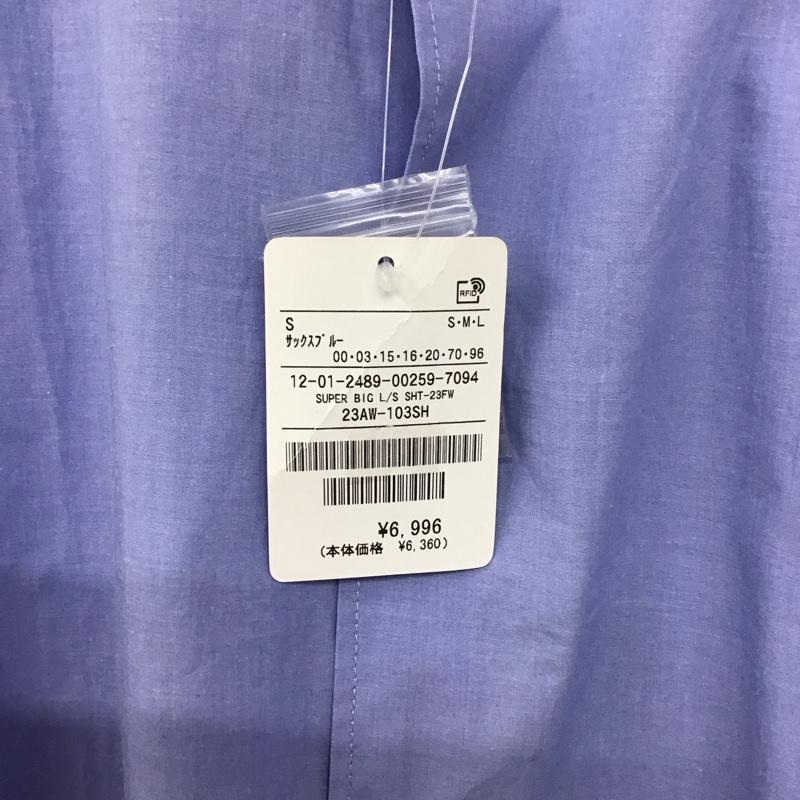 RFID
S S・M・L
サックスブルー
00・03・15・16・20・70・96
12-01-2489-00259-7094
SUPER BIG L/S SHT-23FW
23AW-103SH
¥6,996
(本体価格 ¥6,360)